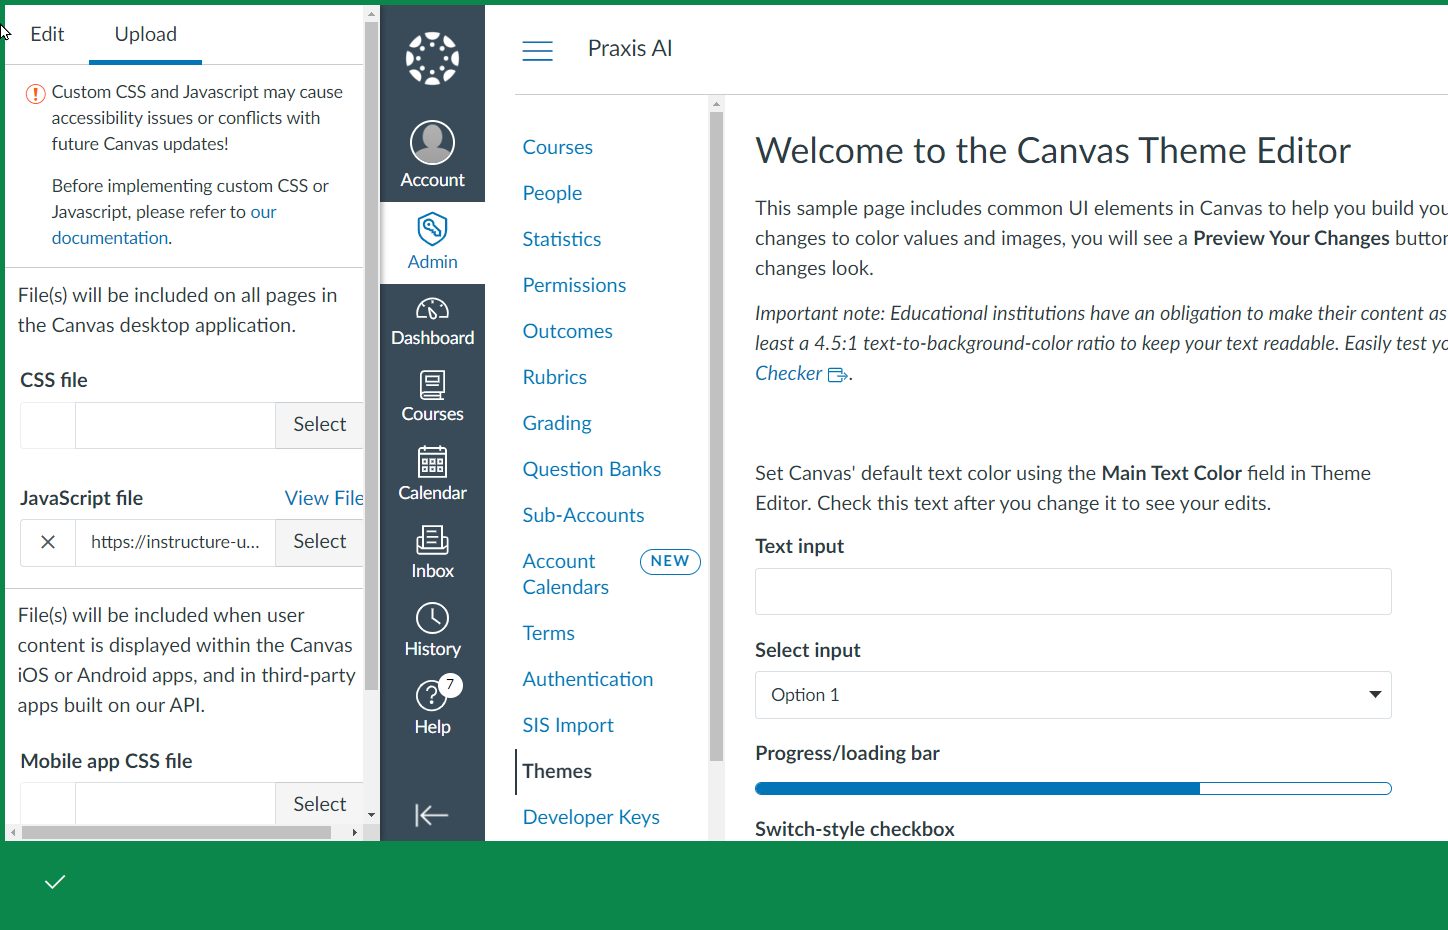 Edit
Upload
Custom CSS and Javascript may cause
accessibility issues or conflicts with
future Canvas updates!
Before implementing custom CSS or
Javascript, please refer to our
documentation.
File(s) will be included on all pages in
the Canvas desktop application.
CSS file
Select
JavaScript file
View File
https://instructure-u...
Select
File(s) will be included when user
content is displayed within the Canvas
iOS or Android apps, and in third-party
apps built on our API.
Mobile app CSS file
Select
Account
Admin
Dashboard
Courses
Calendar
Inbox
History
7
Help
Praxis AI
Courses
People
Statistics
Permissions
Outcomes
Rubrics
Grading
Question Banks
Sub-Accounts
Account
Calendars
NEW
Terms
Authentication
SIS Import
Themes
Developer Keys
Welcome to the Canvas Theme Editor
This sample page includes common UI elements in Canvas to help you build you
changes to color values and images, you will see a Preview Your Changes button
changes look.
Important note: Educational institutions have an obligation to make their content as
least a 4.5:1 text-to-background-color ratio to keep your text readable. Easily test yo
Checker.
Set Canvas' default text color using the Main Text Color field in Theme
Editor. Check this text after you change it to see your edits.
Text input
Select input
Option 1
Progress/loading bar
Switch-style checkbox